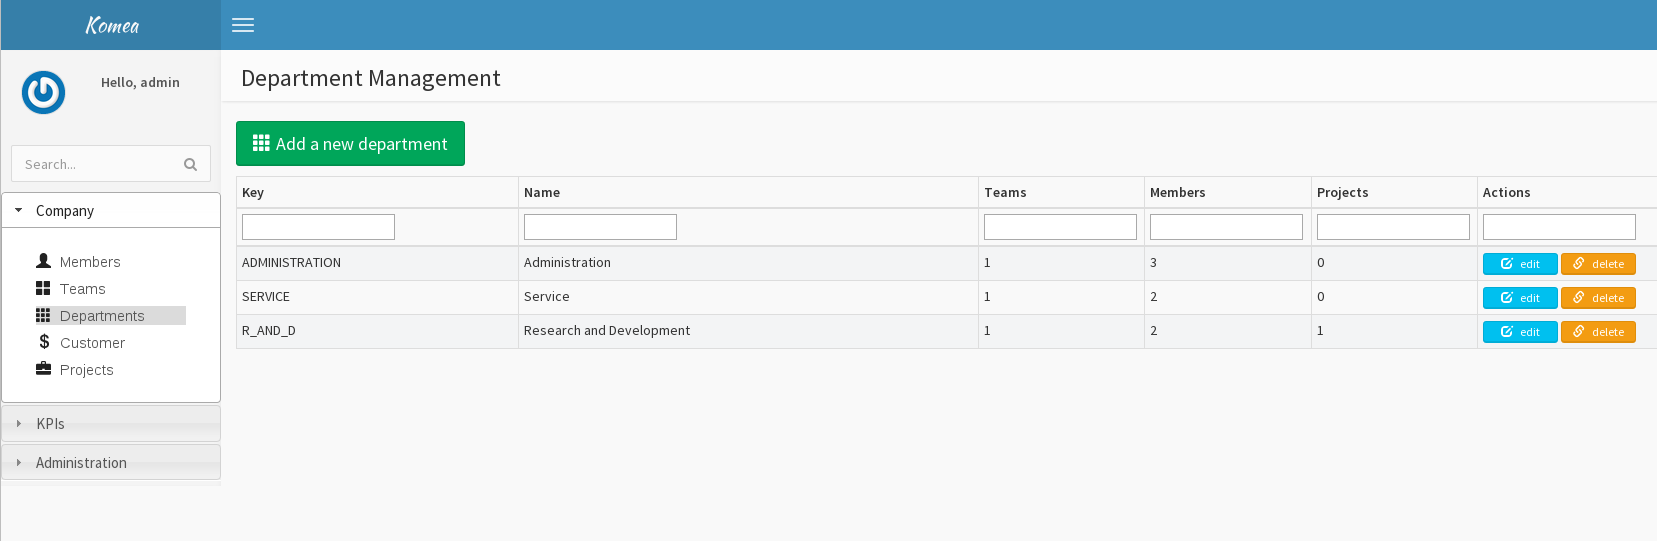 Komea
Hello, admin
Search...
Company
Members
Teams
Departments
Customer
Projects
KPIs
Administration
Department Management
Add a new department
Key Name Teams Members Projects Actions
ADMINISTRATION Administration 1 3 0 edit delete
SERVICE Service 1 2 0 edit delete
R_AND_D Research and Development 1 2 1 edit delete